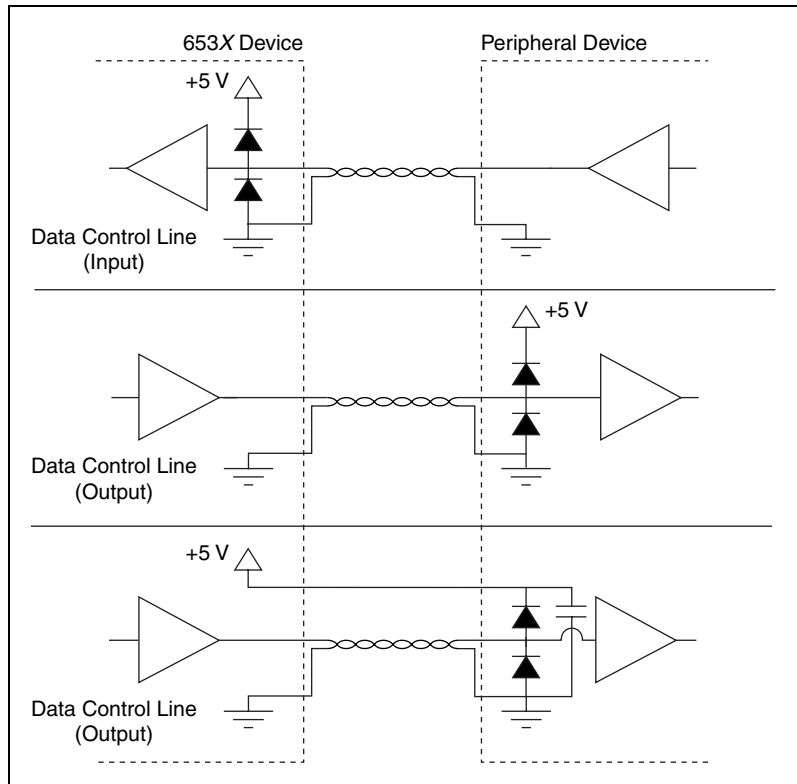 653X Device
Peripheral Device
+5 V
Data Control Line
(Input)
+5 V
Data Control Line
(Output)
+5 V
Data Control Line
(Output)